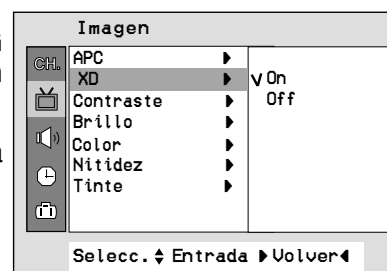 Imagen
CH.
APC
XD
On
Off
Contraste
Brillo
Color
Nitidez
Tinte
Selecc. Entrada Volver